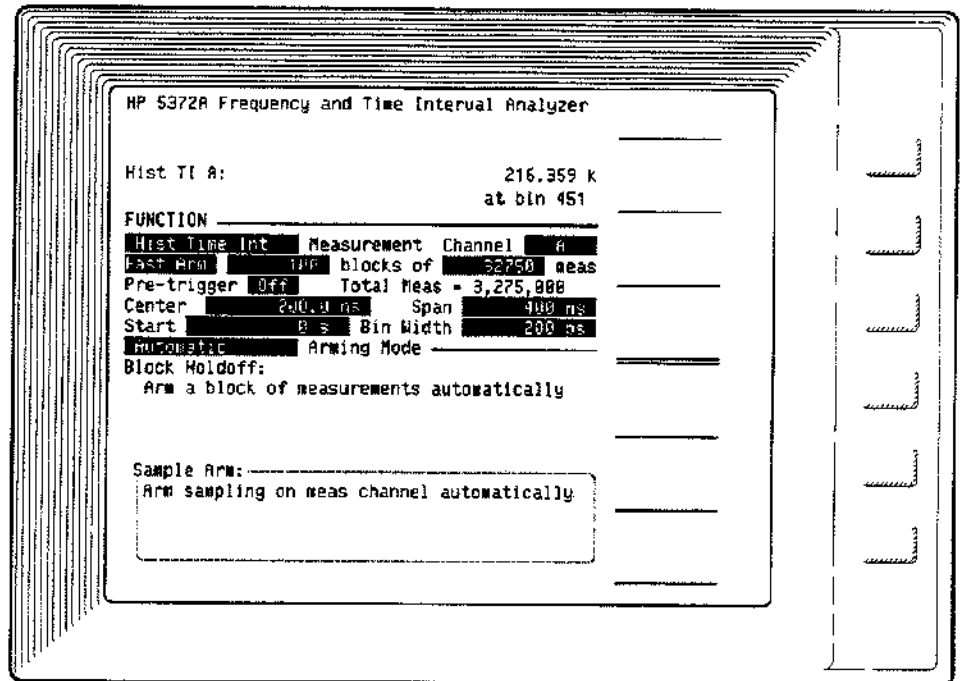 HP 5372A Frequency and Time Interval Analyzer
Hist TI A: 216.359 k
at bin 451
FUNCTION
Hist Time Int Measurement Channel A
Fast Arm 100 blocks of 32750 meas
Pre-trigger Off Total Meas = 3,275,000
Center 200.0 ns Span 400 ns
Start 0 s Bin Width 200 ps
Automatic Arming Mode
Block Holdoff:
Arm a block of measurements automatically
Sample Arm:
Arm sampling on meas channel automatically